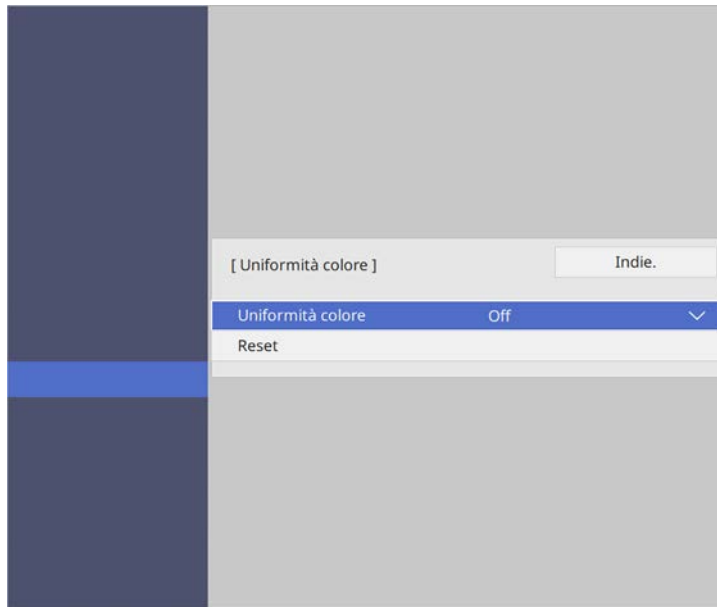 [ Uniformità colore ]
Indie.
Uniformità colore Off
Reset